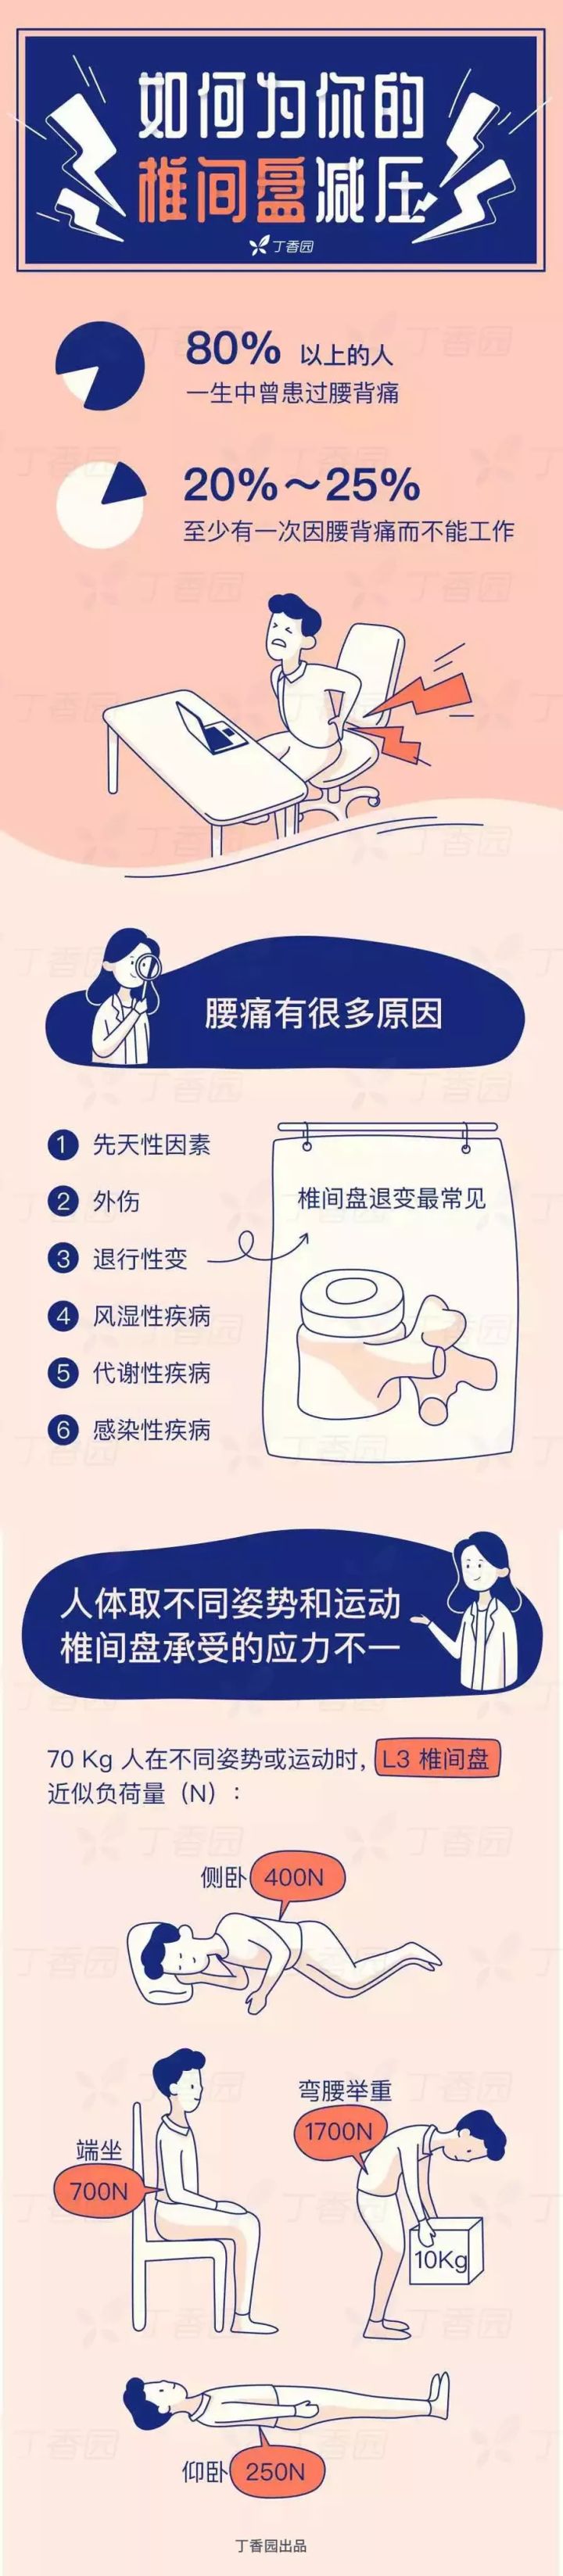 如何为你的
椎间盘减压
丁香园
80% 以上的人
一生中曾患过腰背痛
20%~25%
至少有一次因腰背痛而不能工作
腰痛有很多原因
1 先天性因素
2 外伤
3 退行性变
4 风湿性疾病
5 代谢性疾病
6 感染性疾病
椎间盘退变最常见
人体取不同姿势和运动
椎间盘承受的应力不一
70 Kg 人在不同姿势或运动时, L3 椎间盘
近似负荷量（N）:
侧卧 400N
端坐
700N
弯腰举重
1700N
10Kg
仰卧 250N
丁香园出品